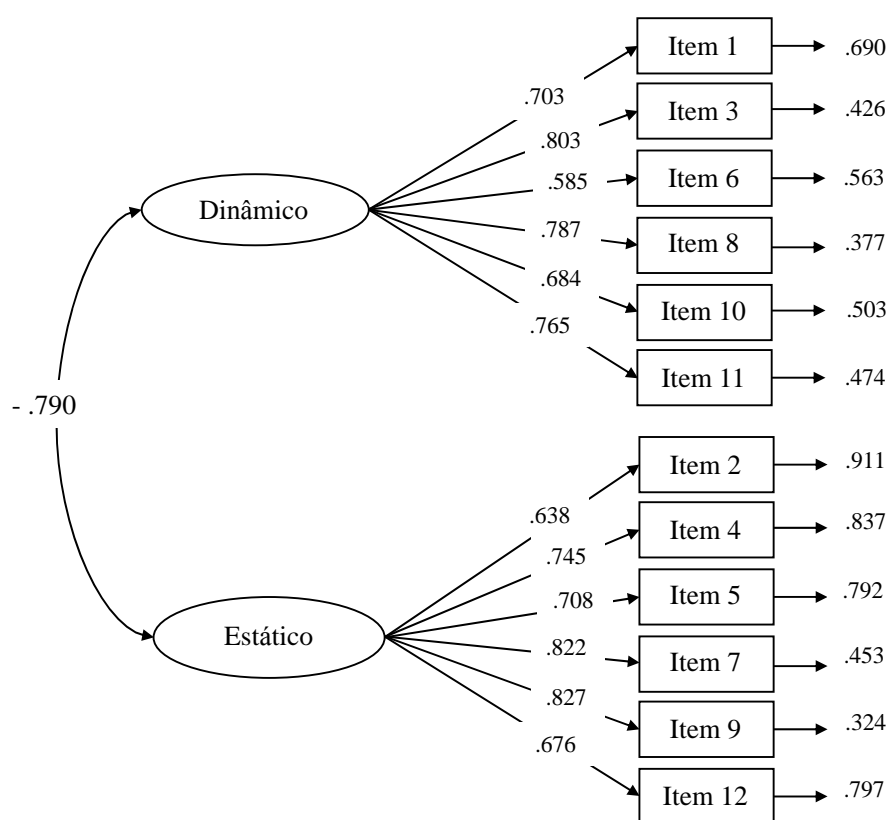 Item 1
.690
.703
Item 3
.426
.803
Item 6
.563
.585
Dinâmico
Item 8
.377
.787
Item 10
.503
.684
Item 11
.474
.765
- .790
Item 2
.911
.638
Item 4
.837
.745
Item 5
.792
.708
Estático
Item 7
.453
.822
Item 9
.324
.827
Item 12
.797
.676